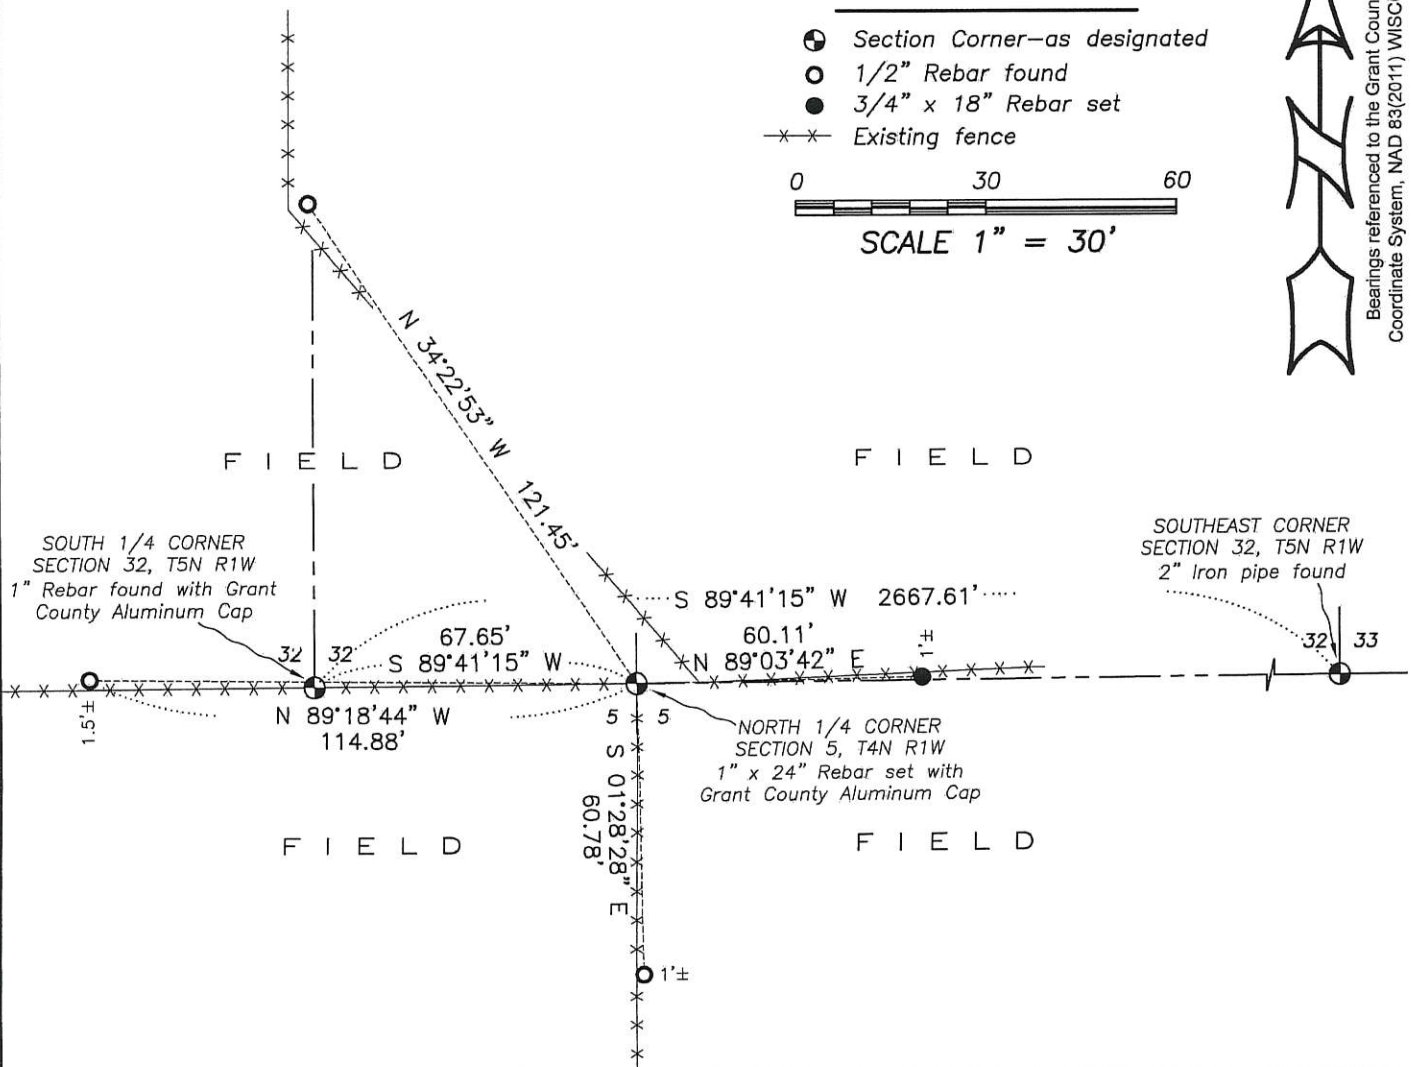 Section Corner-as designated
1/2" Rebar found
3/4" x 18" Rebar set
Existing fence
0 30 60
SCALE 1" = 30'
Bearings referenced to the Grant Coun
Coordinate System, NAD 83(2011) WISC
N 34°22'53" W 121.45'
F I E L D
F I E L D
SOUTH 1/4 CORNER
SECTION 32, T5N R1W
1" Rebar found with Grant
County Aluminum Cap
SOUTHEAST CORNER
SECTION 32, T5N R1W
2" Iron pipe found
S 89°41'15" W 2667.61'
67.65'
S 89°41'15" W
60.11'
N 89°03'42" E
1'±
32 32
32 33
1.5'±
N 89°18'44" W
114.88'
5 5
NORTH 1/4 CORNER
SECTION 5, T4N R1W
1" x 24" Rebar set with
Grant County Aluminum Cap
S 01°28'28" E
60.78'
F I E L D
F I E L D
1'±